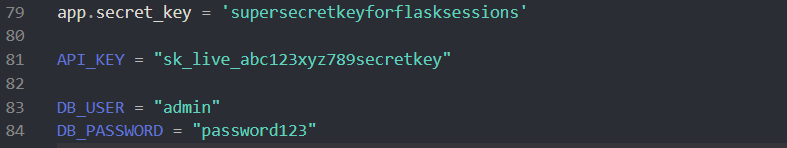 79 app.secret_key = 'supersecretkeyforflasksessions'
80
81 API_KEY = "sk_live_abc123xyz789secretkey"
82
83 DB_USER = "admin"
84 DB_PASSWORD = "password123"